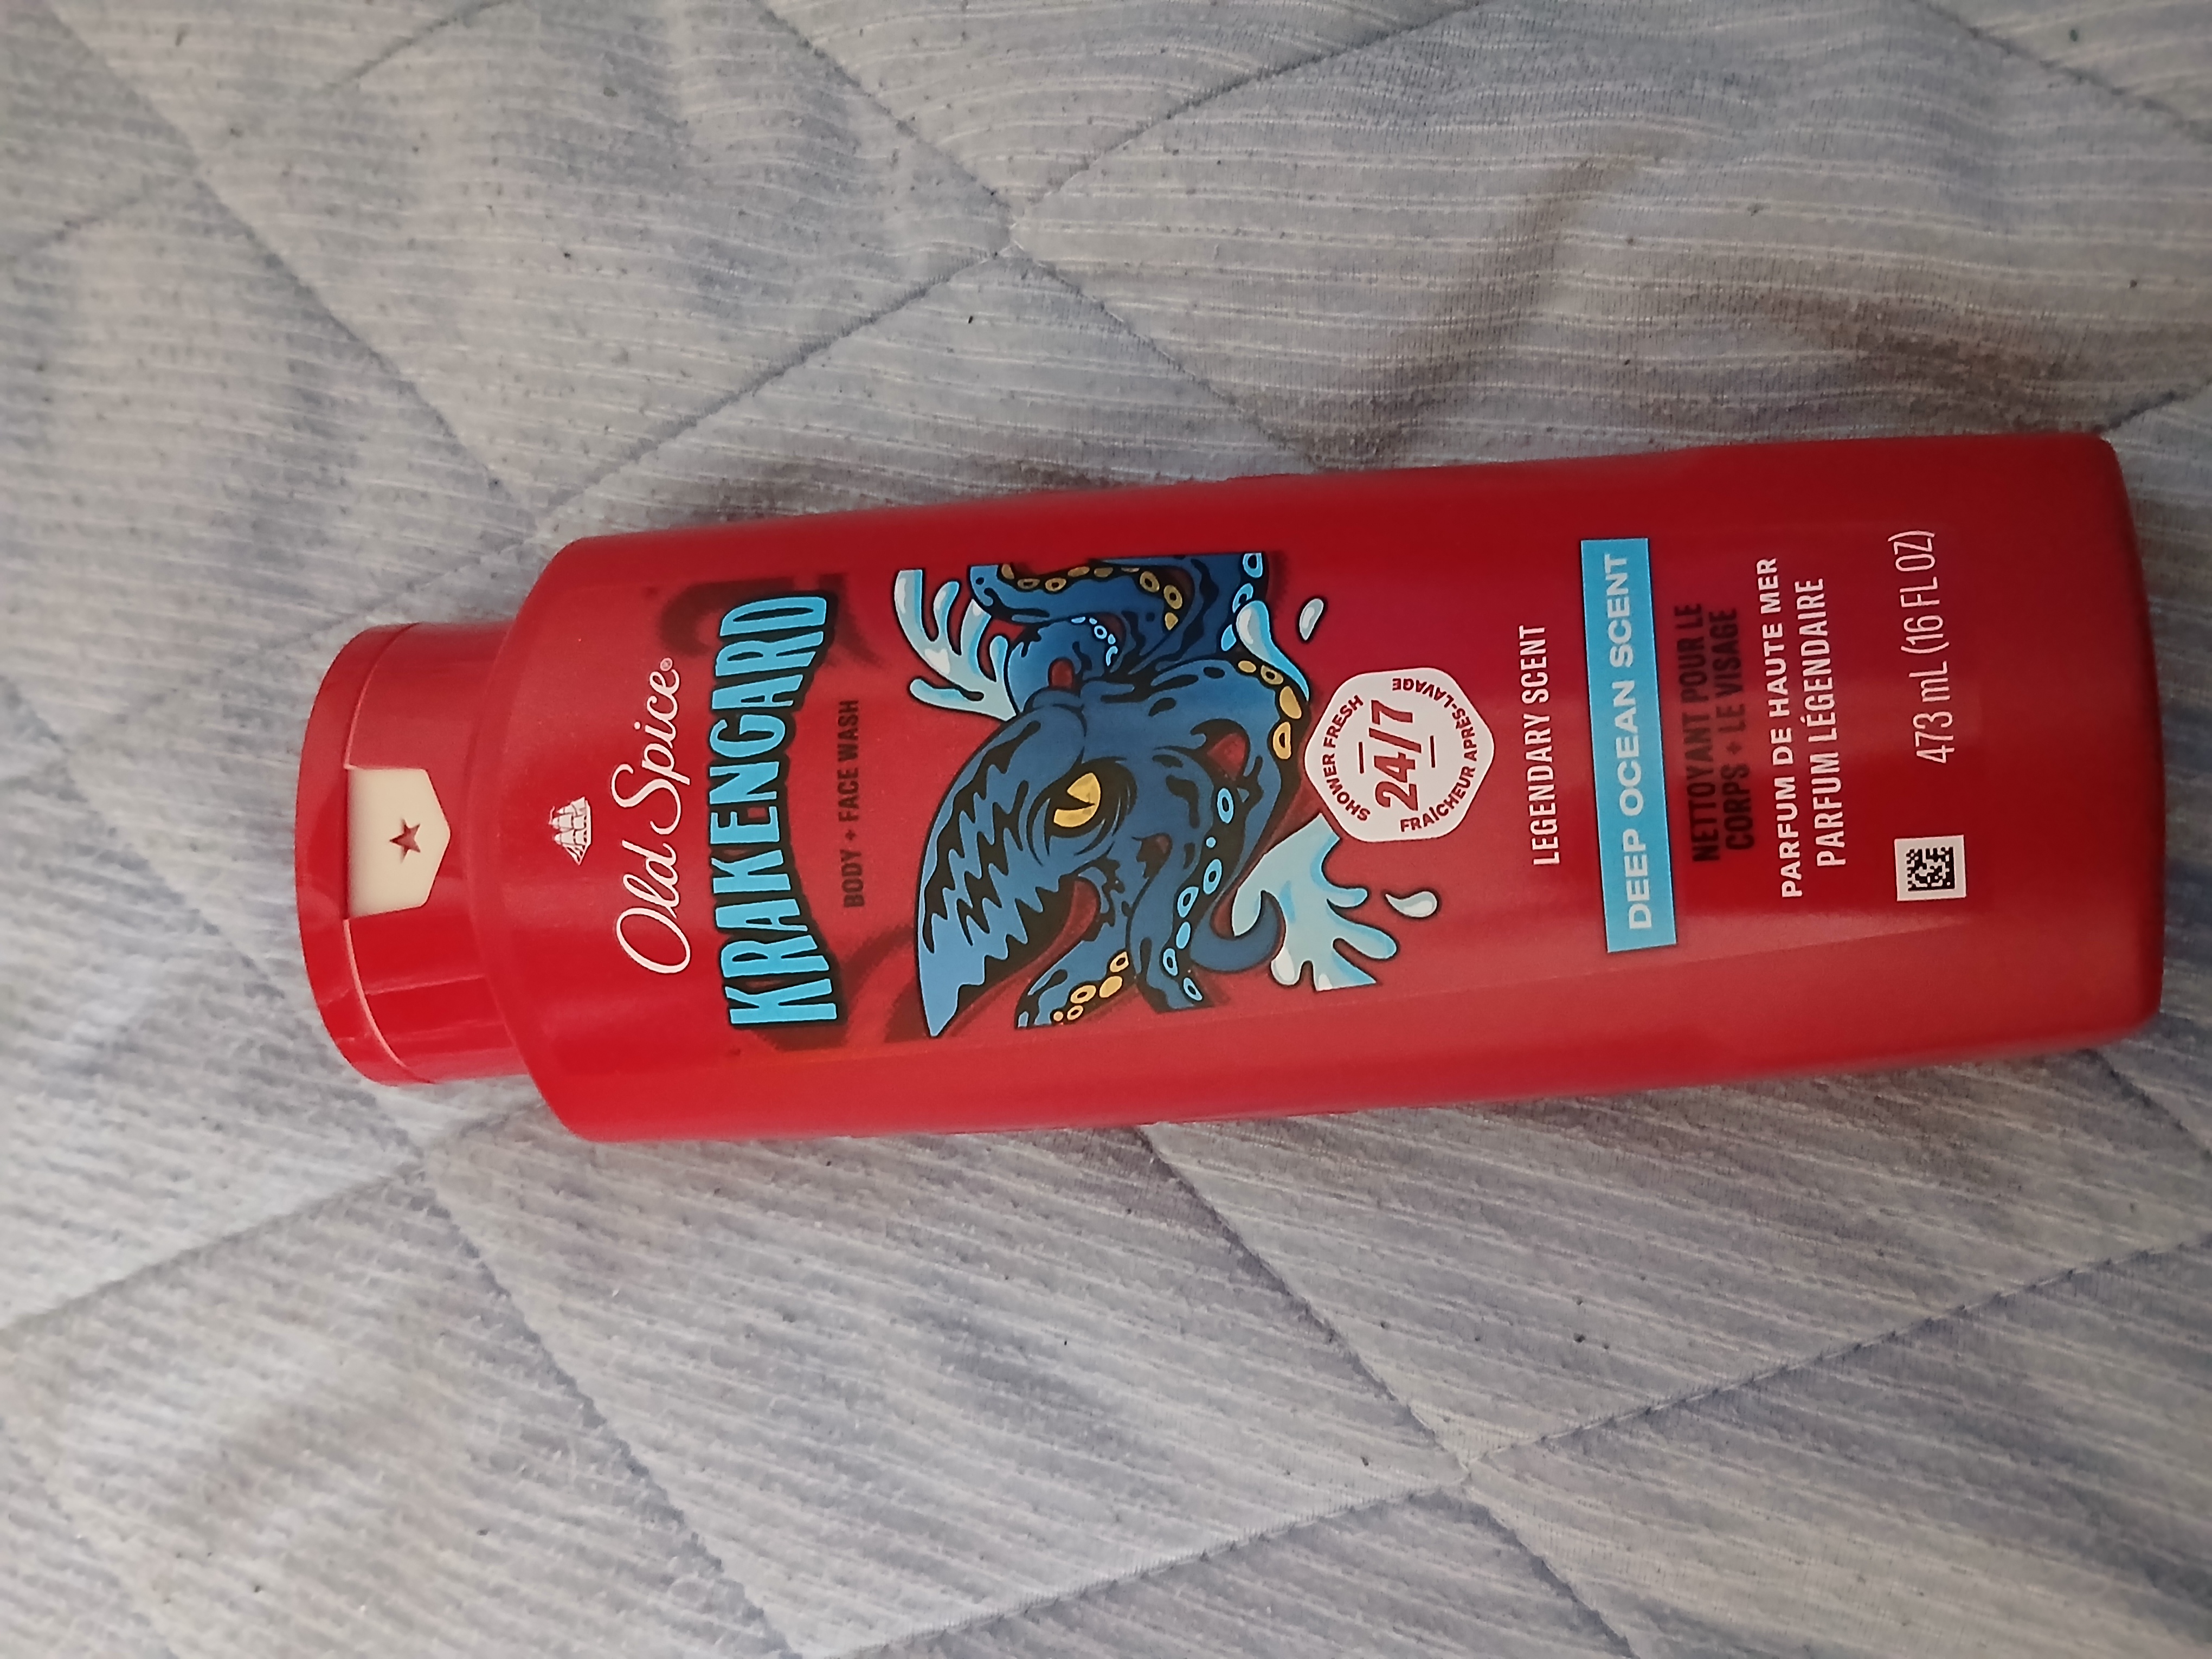 Old Spice®
KRAKENGARD
BODY + FACE WASH
SHOWER FRESH
24/7
FRAÎCHEUR APRÈS-LAVAGE
LEGENDARY SCENT
DEEP OCEAN SCENT
NETTOYANT POUR LE
CORPS + LE VISAGE
PARFUM DE HAUTE MER
PARFUM LÉGENDAIRE
473 mL (16 FL OZ)